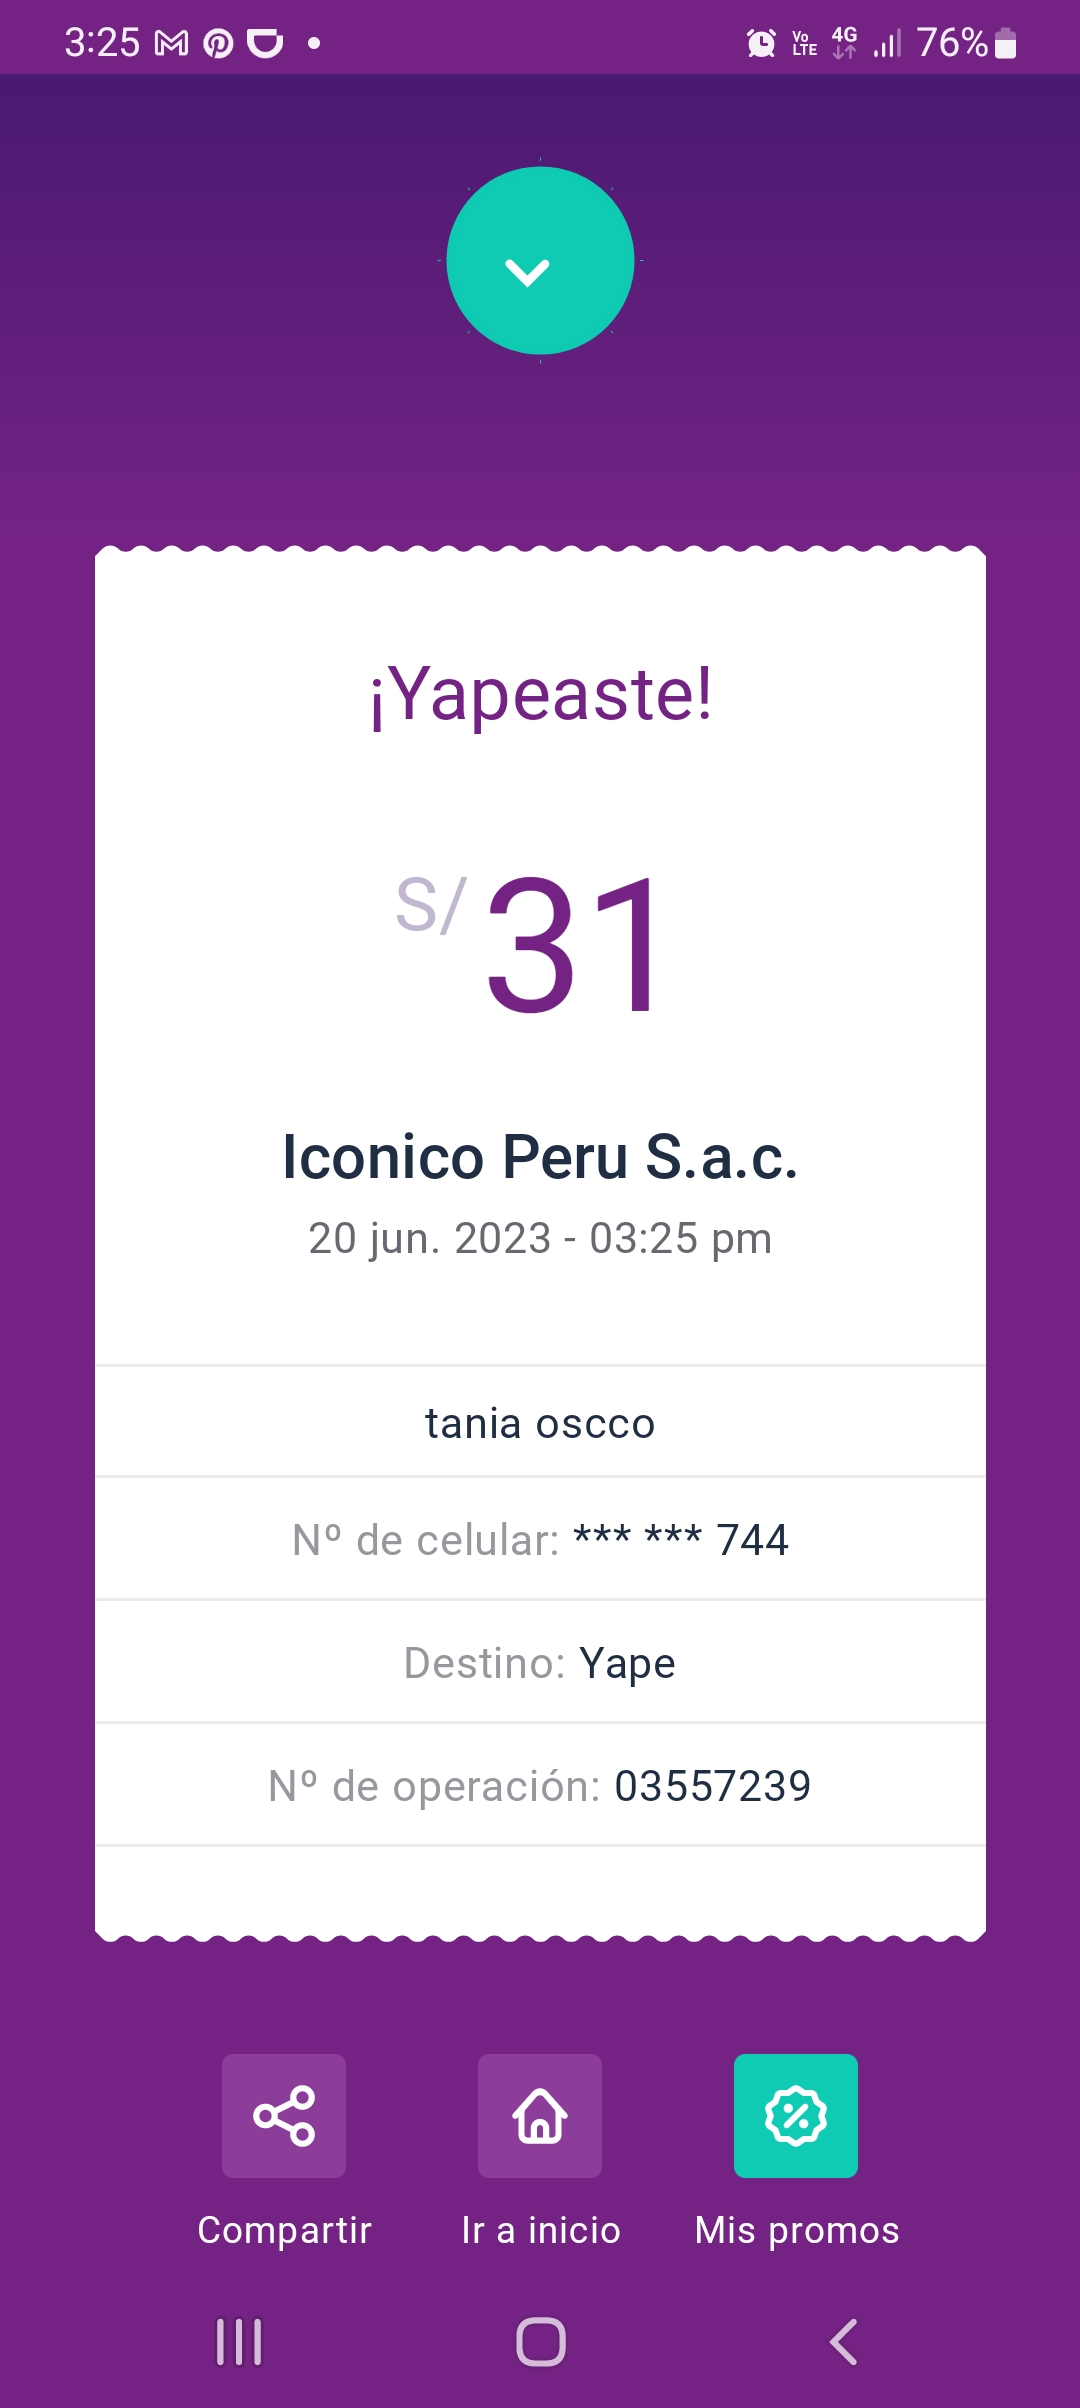 3:25 Vo LTE 4G 76%
¡Yapeaste!
S/ 31
Iconico Peru S.a.c.
20 jun. 2023 - 03:25 pm
tania oscco
Nº de celular: *** *** 744
Destino: Yape
Nº de operación: 03557239
Compartir Ir a inicio Mis promos